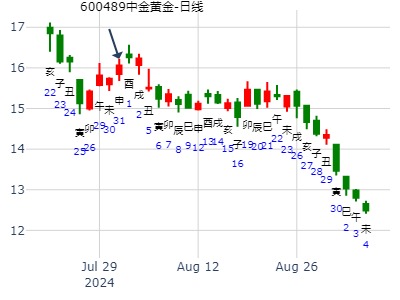 600489中金黄金-日线
17
16
15
14
13
12
亥
22
子
23
丑
24
寅
25
卯
26
午
29
未
30
申
31
酉
1
戌
2
丑
5
寅
6
卯
7
辰
8
巳
9
申
12
酉
13
戌
14
亥
15
子
16
卯
19
辰
20
巳
21
午
22
未
23
戌
26
亥
27
子
28
丑
29
寅
30
巳
2
午
3
未
4
Jul 29
2024
Aug 12
Aug 26